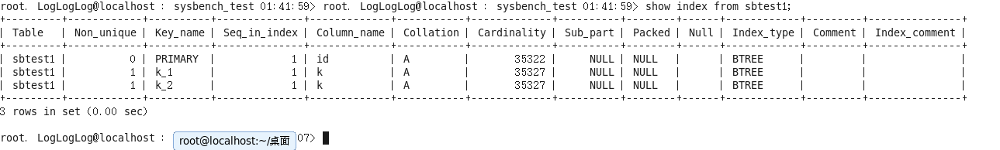 root. LogLogLog@localhost : sysbench_test 01:41:59> root. LogLogLog@localhost : sysbench_test 01:41:59> show index from sbtest1;
+---------+------------+----------+--------------+-------------+-----------+-------------+----------+--------+------+------------+---------+---------------+
| Table | Non_unique | Key_name | Seq_in_index | Column_name | Collation | Cardinality | Sub_part | Packed | Null | Index_type | Comment | Index_comment |
+---------+------------+----------+--------------+-------------+-----------+-------------+----------+--------+------+------------+---------+---------------+
| sbtest1 | 0 | PRIMARY | 1 | id | A | 35322 | NULL | NULL | | BTREE | | |
| sbtest1 | 1 | k_1 | 1 | k | A | 35327 | NULL | NULL | | BTREE | | |
| sbtest1 | 1 | k_2 | 1 | k | A | 35327 | NULL | NULL | | BTREE | | |
+---------+------------+----------+--------------+-------------+-----------+-------------+----------+--------+------+------------+---------+---------------+
3 rows in set (0.00 sec)
root. LogLogLog@localhost : 07>
root@localhost:~/桌面